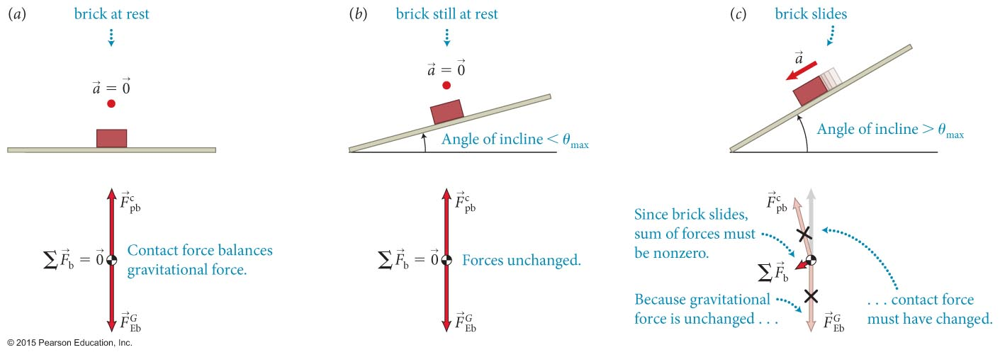 (a) brick at rest
a⃗ = 0⃗
ΣF⃗_b = 0⃗
F⃗^c_pb
Contact force balances
gravitational force.
F⃗^G_Eb
(b) brick still at rest
a⃗ = 0⃗
Angle of incline < θ_max
ΣF⃗_b = 0⃗
F⃗^c_pb
Forces unchanged.
F⃗^G_Eb
(c) brick slides
a⃗
Angle of incline > θ_max
F⃗^c_pb
Since brick slides,
sum of forces must
be nonzero.
ΣF⃗_b
Because gravitational
force is unchanged . . .
F⃗^G_Eb
. . . contact force
must have changed.
© 2015 Pearson Education, Inc.